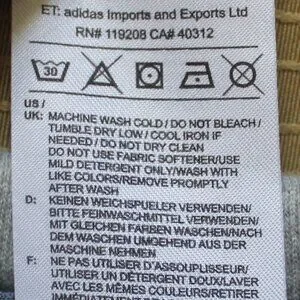 ET: adidas Imports and Exports Ltd
RN# 119208 CA# 40312
30
US /
UK: MACHINE WASH COLD / DO NOT BLEACH /
TUMBLE DRY LOW / COOL IRON IF
NEEDED / DO NOT DRY CLEAN
DO NOT USE FABRIC SOFTENER/USE
MILD DETERGENT ONLY/WASH WITH
LIKE COLORS/REMOVE PROMPTLY
AFTER WASH
D: KEINEN WEICHSPUELER VERWENDEN/
BITTE FEINWASCHMITTEL VERWENDEN/
MIT GLEICHEN FARBEN WASCHEN/NACH
DEM WASCHEN UMGEHEND AUS DER
MASCHINE NEHMEN
F: NE PAS UTILISER D'ASSOUPLISSEUR/
UTILISER UN DETERGENT DOUX/LAVER
AVEC LES MÊMES COULEURS/RETIRER
IMMÉDIATEMENT